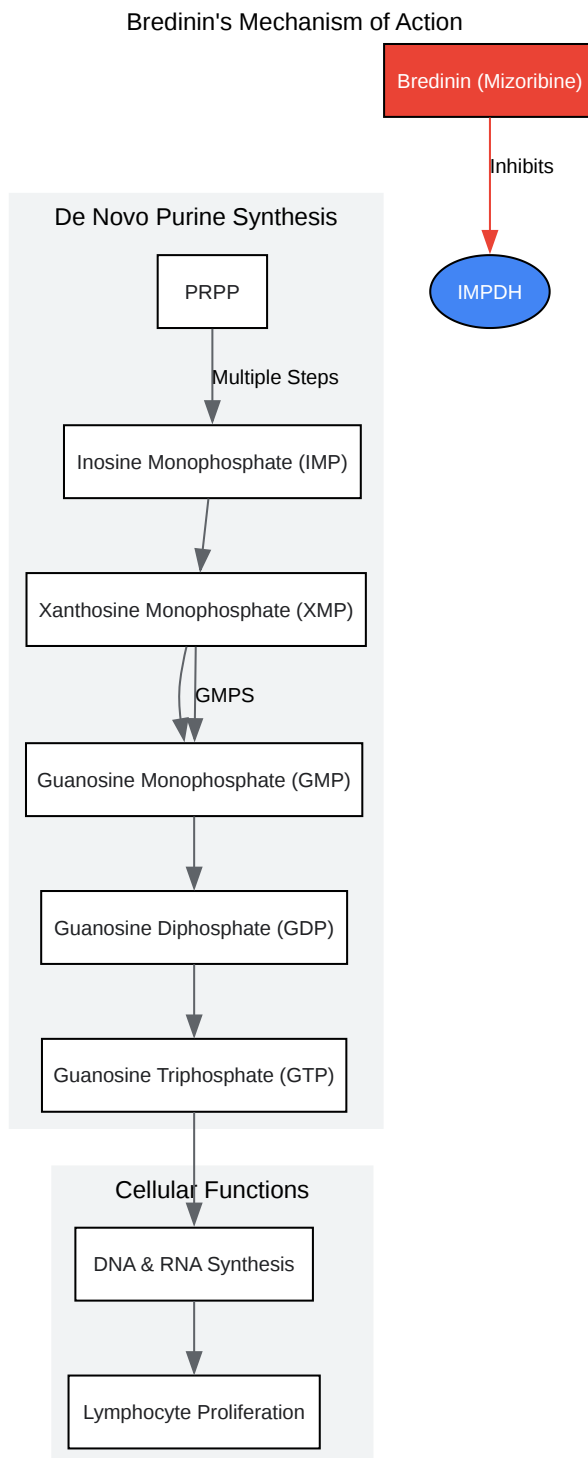 Bredinin's Mechanism of Action
Bredinin (Mizoribine)
Inhibits
IMPDH
De Novo Purine Synthesis
PRPP
Multiple Steps
Inosine Monophosphate (IMP)
Xanthosine Monophosphate (XMP)
GMPS
Guanosine Monophosphate (GMP)
Guanosine Diphosphate (GDP)
Guanosine Triphosphate (GTP)
Cellular Functions
DNA & RNA Synthesis
Lymphocyte Proliferation